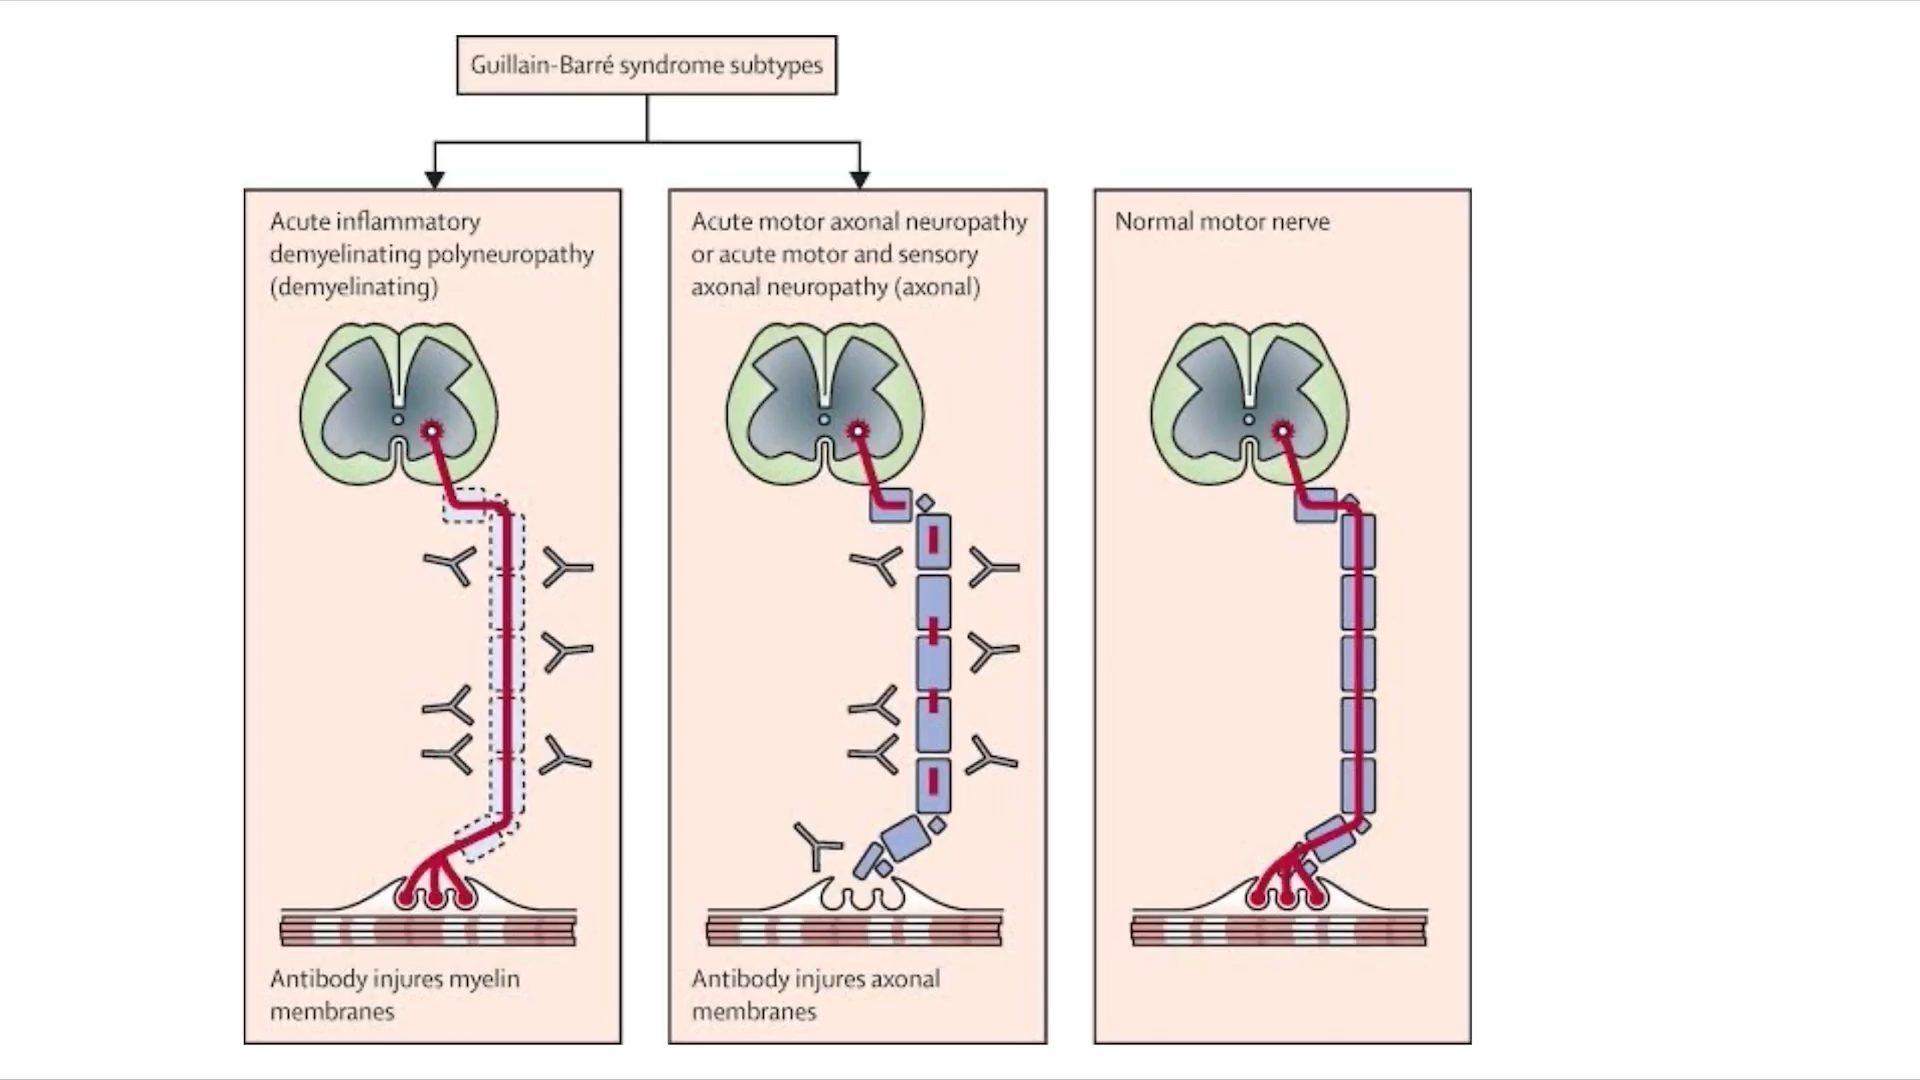 Guillain-Barré syndrome subtypes
Acute inflammatory
demyelinating polyneuropathy
(demyelinating)
Antibody injures myelin
membranes
Acute motor axonal neuropathy
or acute motor and sensory
axonal neuropathy (axonal)
Antibody injures axonal
membranes
Normal motor nerve